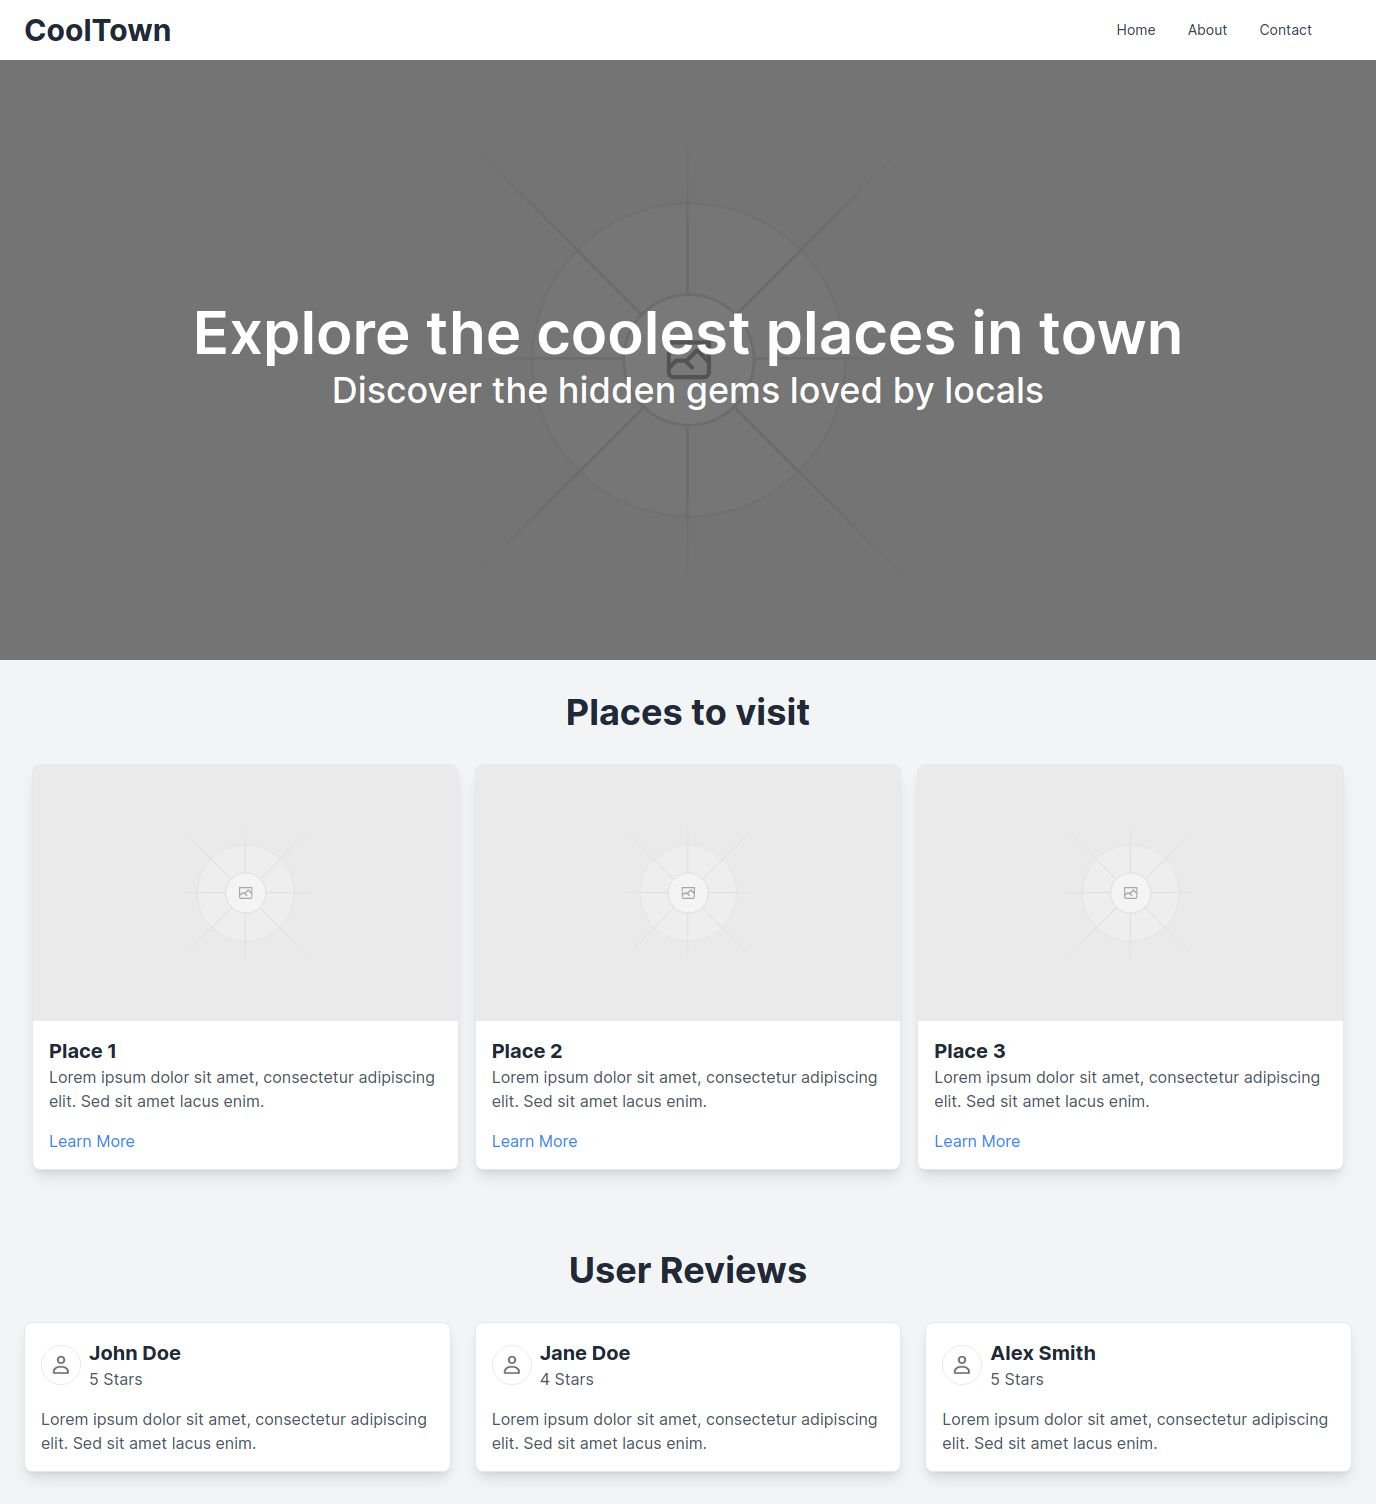 CoolTown
Home
About
Contact
Explore the coolest places in town
Discover the hidden gems loved by locals
Places to visit
Place 1
Lorem ipsum dolor sit amet, consectetur adipiscing
elit. Sed sit amet lacus enim.
Learn More
Place 2
Lorem ipsum dolor sit amet, consectetur adipiscing
elit. Sed sit amet lacus enim.
Learn More
Place 3
Lorem ipsum dolor sit amet, consectetur adipiscing
elit. Sed sit amet lacus enim.
Learn More
User Reviews
John Doe
5 Stars
Lorem ipsum dolor sit amet, consectetur adipiscing
elit. Sed sit amet lacus enim.
Jane Doe
4 Stars
Lorem ipsum dolor sit amet, consectetur adipiscing
elit. Sed sit amet lacus enim.
Alex Smith
5 Stars
Lorem ipsum dolor sit amet, consectetur adipiscing
elit. Sed sit amet lacus enim.